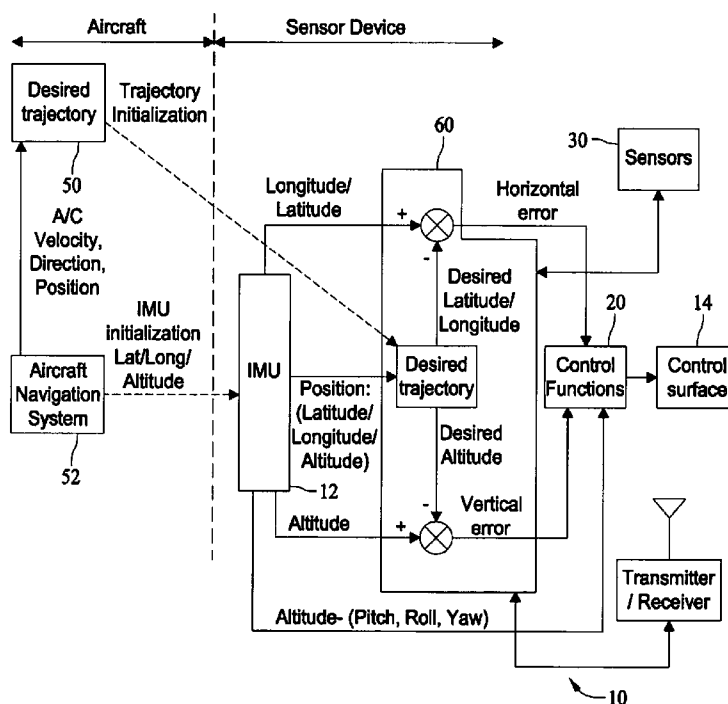 Aircraft
Sensor Device
Desired
trajectory
50
Trajectory
Initialization
60
30
Sensors
Longitude/
Latitude
+
Horizontal
error
A/C
Velocity,
Direction,
Position
-
Desired
Latitude/
Longitude
IMU
initialization
Lat/Long/
Altitude
20
14
Aircraft
Navigation
System
52
IMU
Position:
(Latitude/
Longitude/
Altitude)
Desired
trajectory
Control
Functions
Control
surface
Desired
Altitude
12
-
Altitude
+
Vertical
error
Transmitter
/ Receiver
Altitude- (Pitch, Roll, Yaw)
10